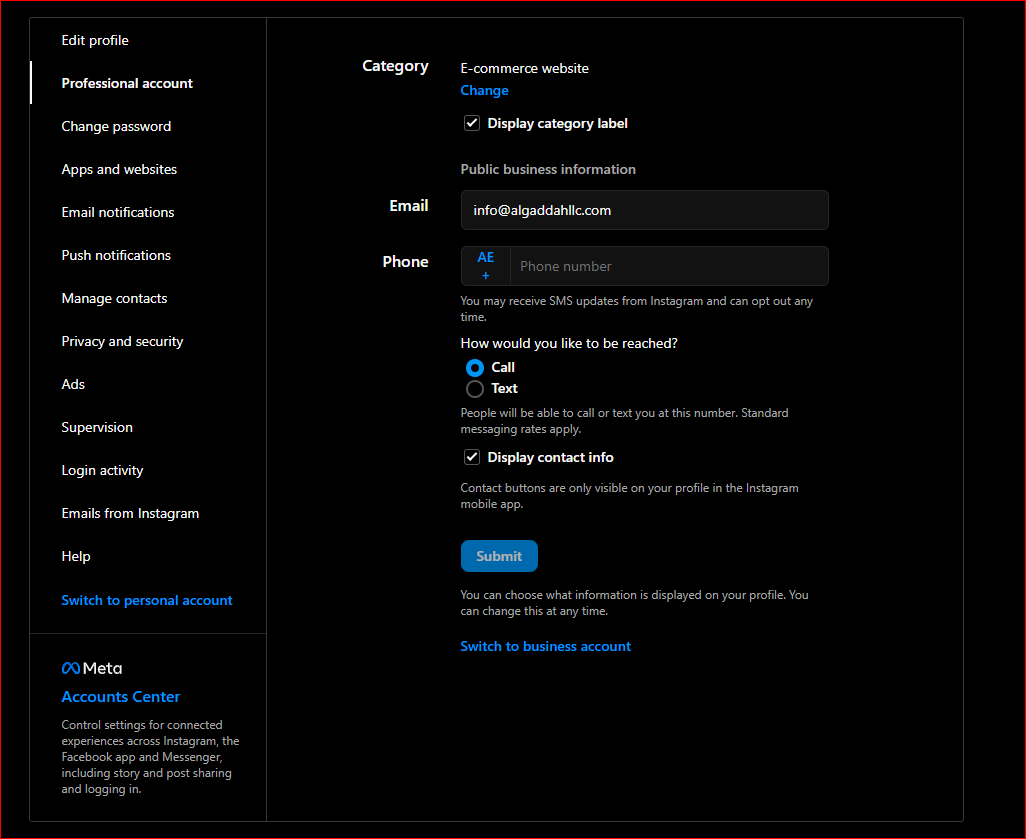 Edit profile
Professional account
Change password
Apps and websites
Email notifications
Push notifications
Manage contacts
Privacy and security
Ads
Supervision
Login activity
Emails from Instagram
Help
Switch to personal account
Meta
Accounts Center
Control settings for connected
experiences across Instagram, the
Facebook app and Messenger,
including story and post sharing
and logging in.
Category
E-commerce website
Change
Display category label
Public business information
Email
info@algaddahllc.com
Phone
AE
+
Phone number
You may receive SMS updates from Instagram and can opt out any
time.
How would you like to be reached?
Call
Text
People will be able to call or text you at this number. Standard
messaging rates apply.
Display contact info
Contact buttons are only visible on your profile in the Instagram
mobile app.
Submit
You can choose what information is displayed on your profile. You
can change this at any time.
Switch to business account